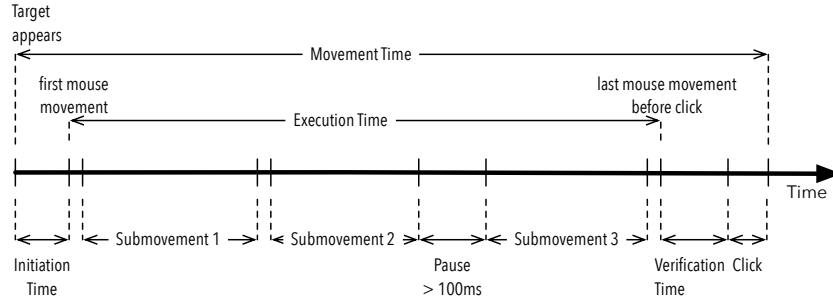 Target
appears
Movement Time
first mouse
movement
last mouse movement
before click
Execution Time
Time
Submovement 1
Submovement 2
Submovement 3
Initiation
Time
Pause
> 100ms
Verification
Time
Click